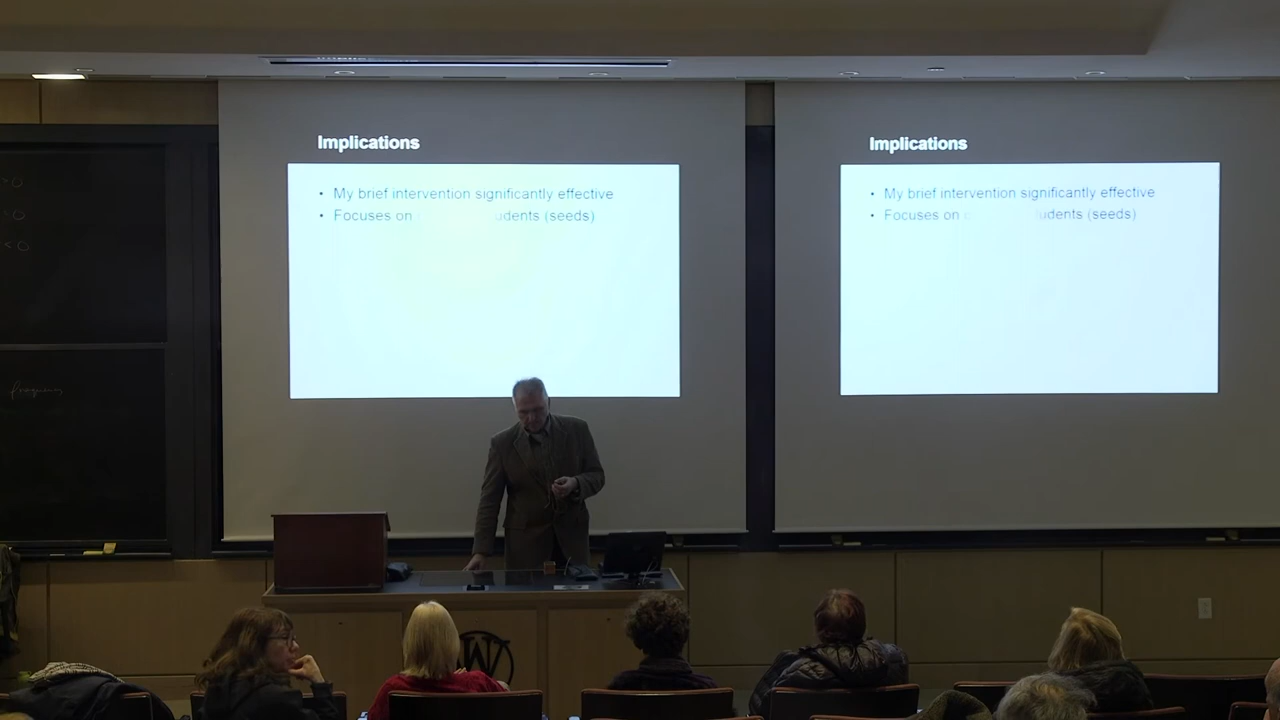 Implications
• My brief intervention significantly effective
• Focuses on udents (seeds)
Implications
• My brief intervention significantly effective
• Focuses on udents (seeds)
W